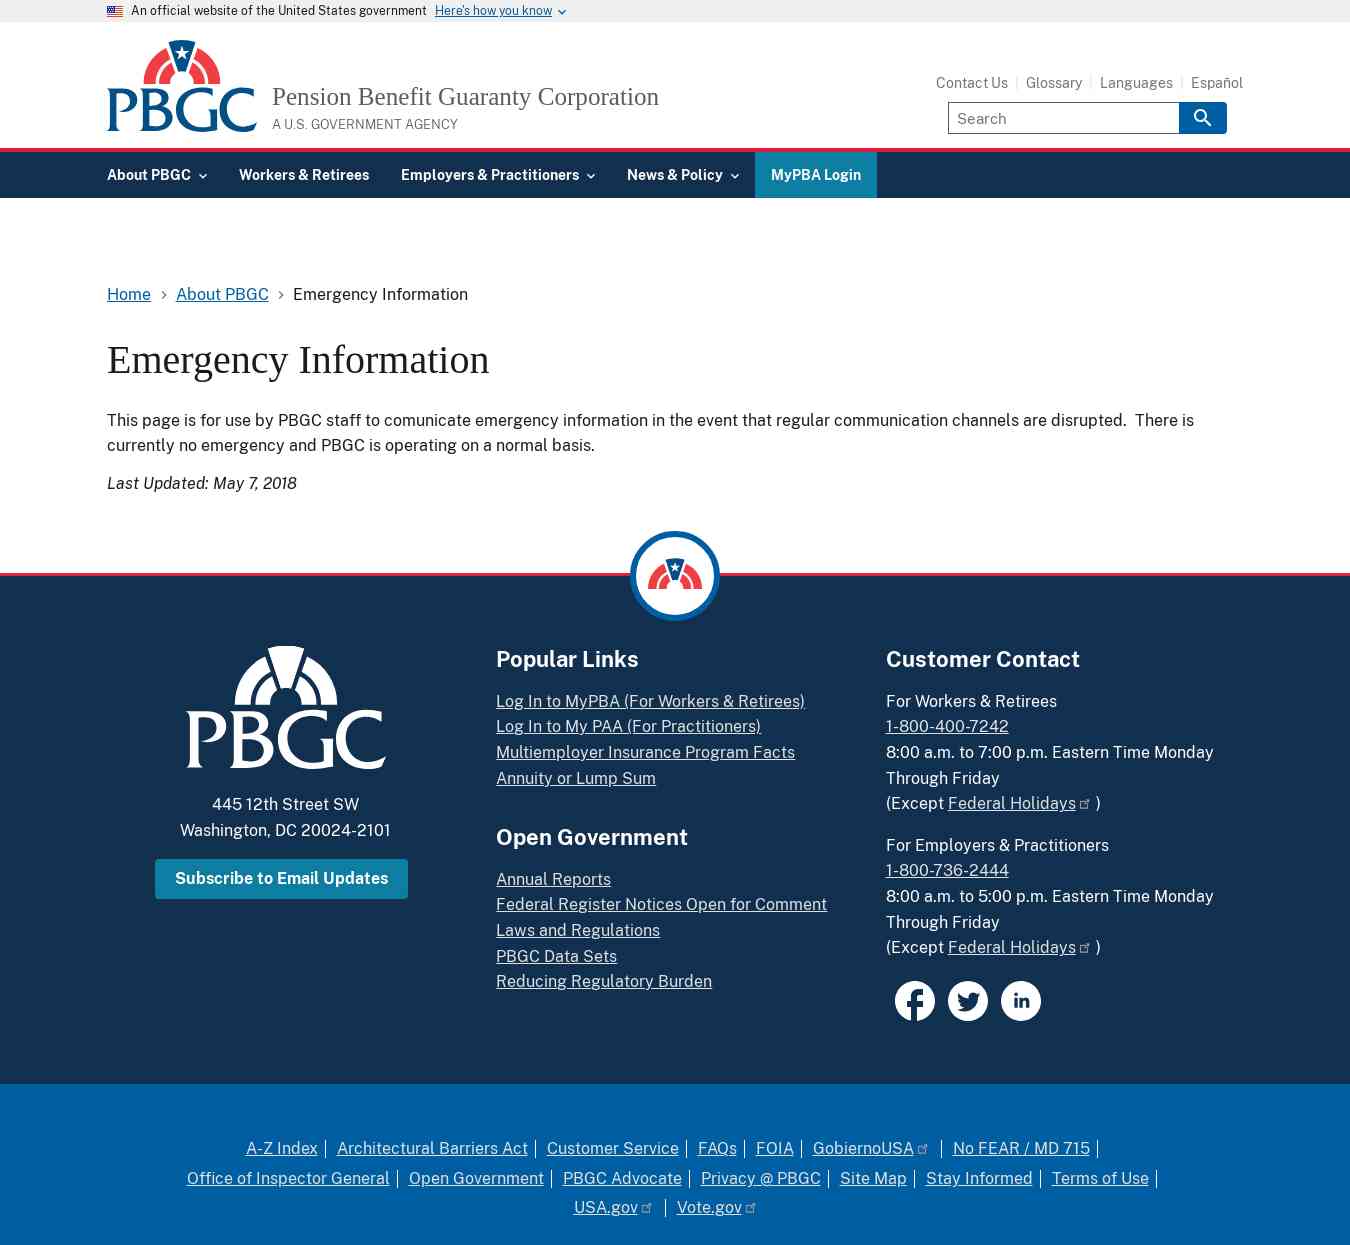 An official website of the United States government Here's how you know
Contact Us Glossary Languages Español
PBGC
Pension Benefit Guaranty Corporation
A U.S. GOVERNMENT AGENCY
Search
About PBGC Workers & Retirees Employers & Practitioners News & Policy MyPBA Login
Home About PBGC Emergency Information
Emergency Information
This page is for use by PBGC staff to comunicate emergency information in the event that regular communication channels are disrupted. There is
currently no emergency and PBGC is operating on a normal basis.
Last Updated: May 7, 2018
PBGC
445 12th Street SW
Washington, DC 20024-2101
Subscribe to Email Updates
Popular Links
Log In to MyPBA (For Workers & Retirees)
Log In to My PAA (For Practitioners)
Multiemployer Insurance Program Facts
Annuity or Lump Sum
Open Government
Annual Reports
Federal Register Notices Open for Comment
Laws and Regulations
PBGC Data Sets
Reducing Regulatory Burden
Customer Contact
For Workers & Retirees
1-800-400-7242
8:00 a.m. to 7:00 p.m. Eastern Time Monday
Through Friday
(Except Federal Holidays )
For Employers & Practitioners
1-800-736-2444
8:00 a.m. to 5:00 p.m. Eastern Time Monday
Through Friday
(Except Federal Holidays )
in
A-Z Index Architectural Barriers Act Customer Service FAQs FOIA GobiernoUSA No FEAR / MD 715
Office of Inspector General Open Government PBGC Advocate Privacy @ PBGC Site Map Stay Informed Terms of Use
USA.gov Vote.gov